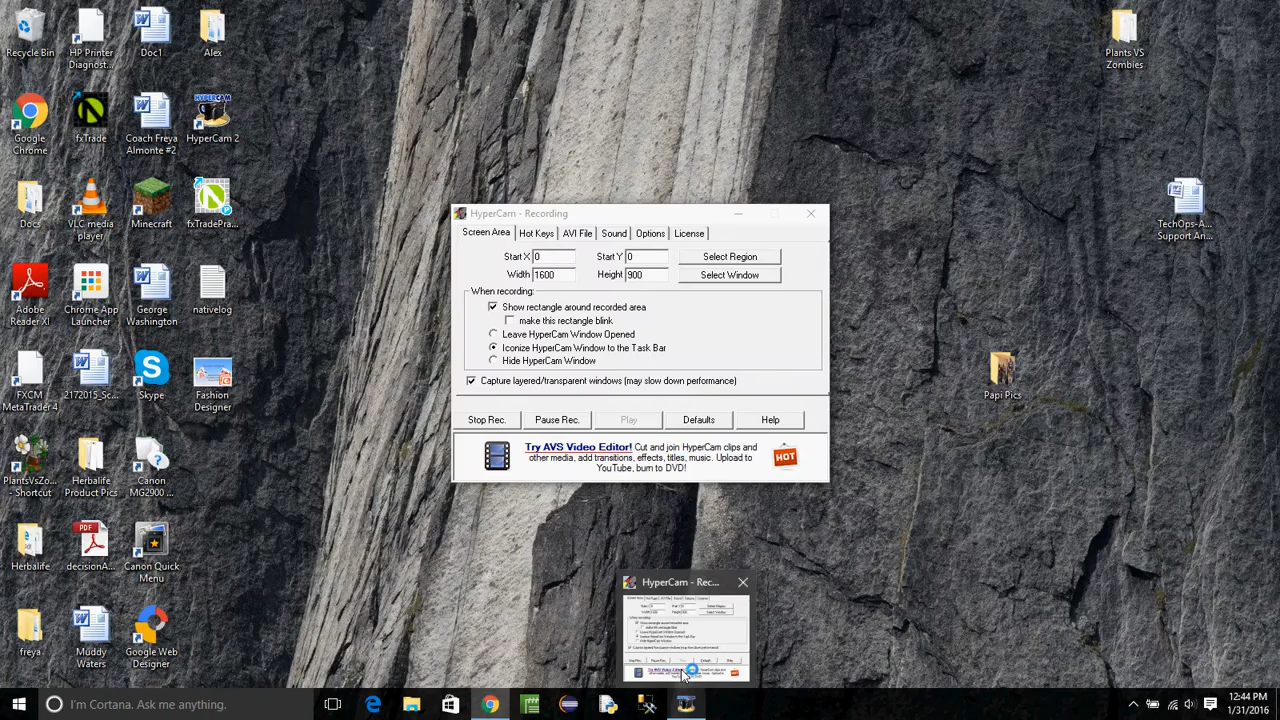 Recycle Bin
HP Printer
Diagnost...
Doc1
Alex
Plants VS
Zombies
Google
Chrome
fxTrade
Coach Freya
Almonte #2
HYPERCAM
HyperCam 2
Docs
VLC media
player
Minecraft
fxTradePra...
TechOps-A...
Support An...
HyperCam - Recording
Screen Area
Hot Keys
AVI File
Sound
Options
License
Start X
0
Start Y
0
Select Region
Width
1600
Height
900
Select Window
When recording:
Show rectangle around recorded area
make this rectangle blink
Leave HyperCam Window Opened
Iconize HyperCam Window to the Task Bar
Hide HyperCam Window
Capture layered/transparent windows (may slow down performance)
Stop Rec.
Pause Rec.
Play
Defaults
Help
Try AVS Video Editor! Cut and join HyperCam clips and
other media, add transitions, effects, titles, music. Upload to
YouTube, burn to DVD!
HOT
Adobe
Reader XI
Chrome App
Launcher
George
Washington
nativelog
FXCM
MetaTrader 4
2172015_Sc...
Skype
Fashion
Designer
Papi Pics
PlantsVsZo...
- Shortcut
Herbalife
Product Pics
Canon
MG2900 ...
Herbalife
PDF
decisionA...
Canon Quick
Menu
freya
Muddy
Waters
Google Web
Designer
HyperCam - Rec...
I'm Cortana. Ask me anything.
12:44 PM
1/31/2016